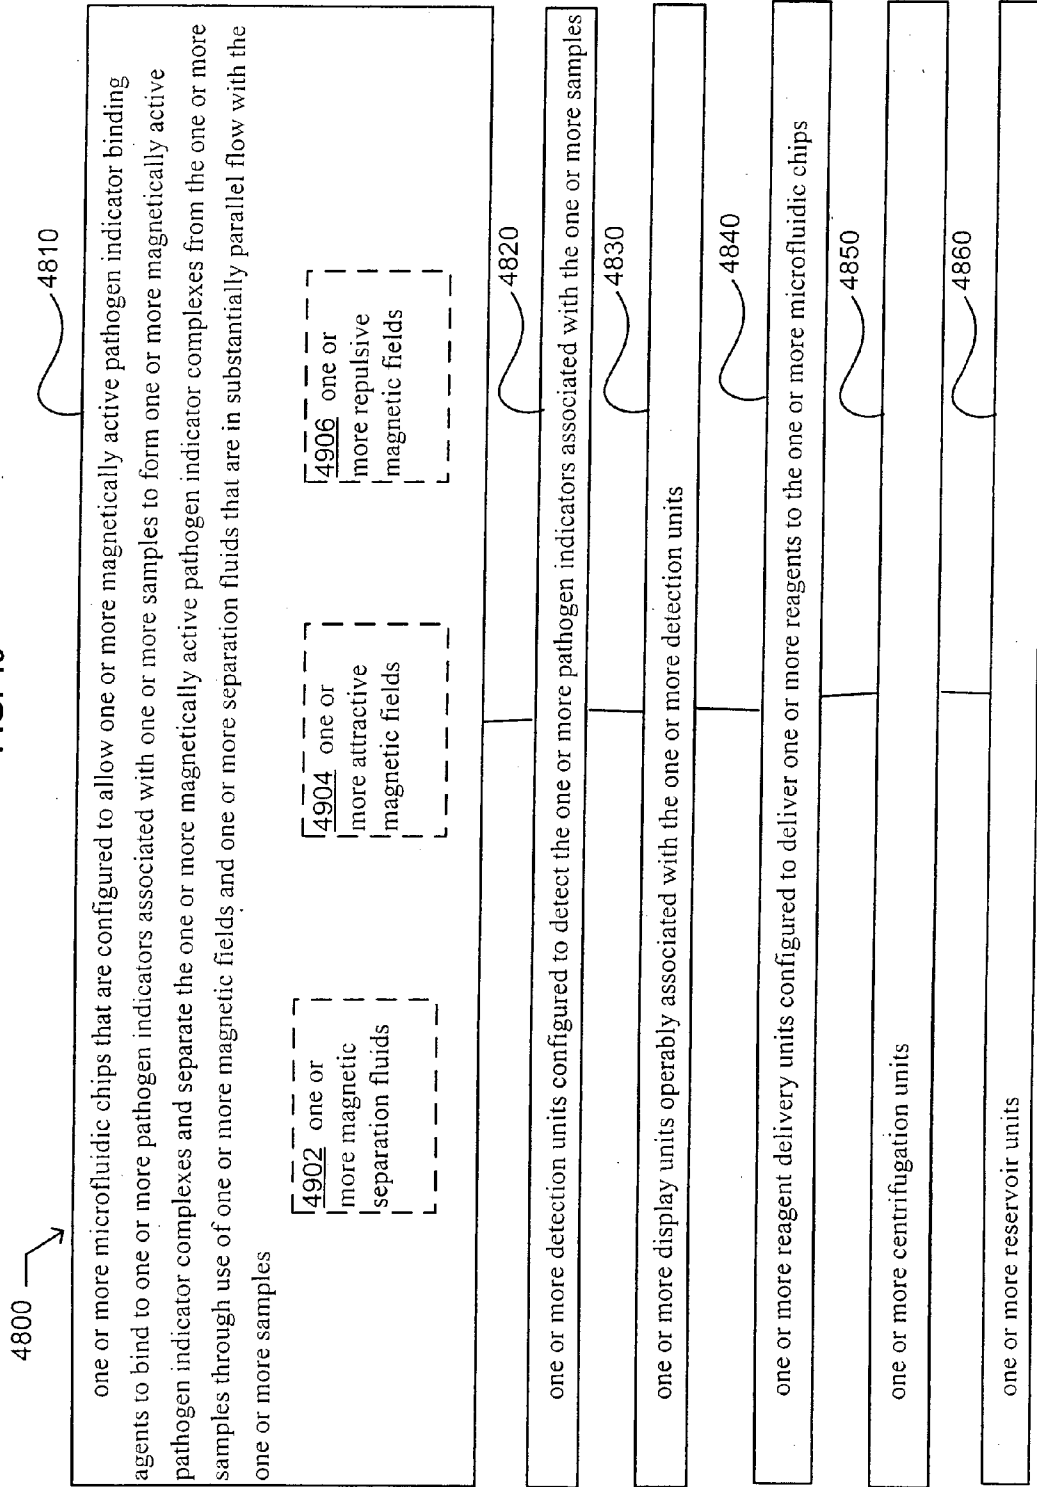 4800
4810
one or more microfluidic chips that are configured to allow one or more magnetically active pathogen indicator binding
agents to bind to one or more pathogen indicators associated with one or more samples to form one or more magnetically active
pathogen indicator complexes and separate the one or more magnetically active pathogen indicator complexes from the one or more
samples through use of one or more magnetic fields and one or more separation fluids that are in substantially parallel flow with the
one or more samples
4902 one or
more magnetic
separation fluids
4904 one or
more attractive
magnetic fields
4906 one or
more repulsive
magnetic fields
4820
one or more detection units configured to detect the one or more pathogen indicators associated with the one or more samples
4830
one or more display units operably associated with the one or more detection units
4840
one or more reagent delivery units configured to deliver one or more reagents to the one or more microfluidic chips
4850
one or more centrifugation units
4860
one or more reservoir units